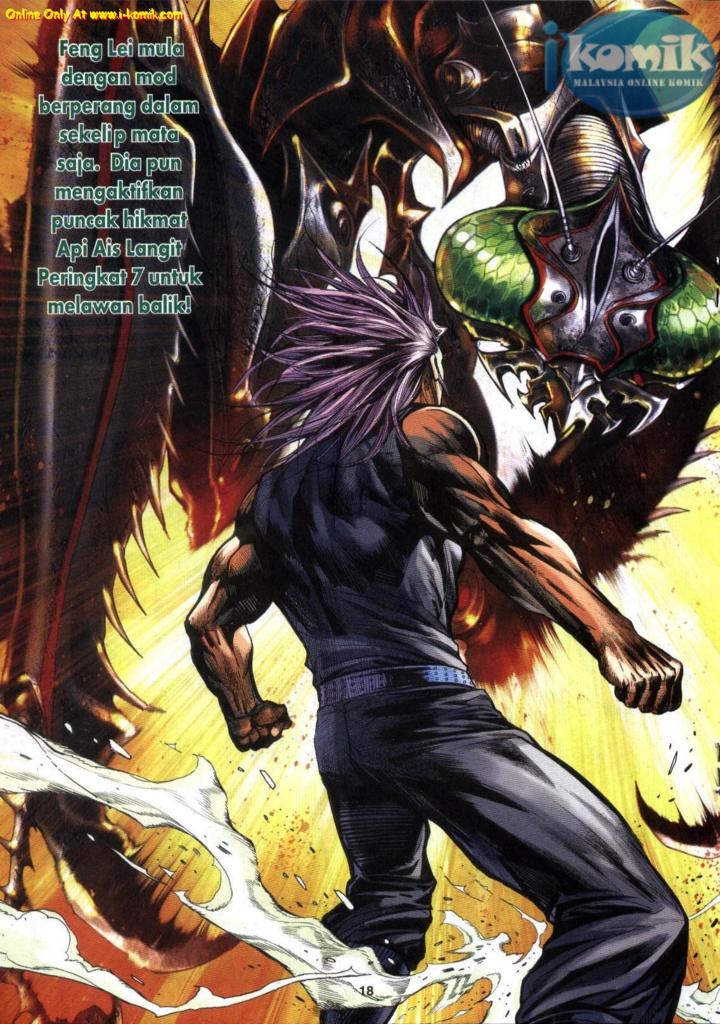 Online Only At www.i-komik.com
ikomik
MALAYSIA ONLINE KOMIK
Feng Lei mula
dengan mod
berperang dalam
sekelip mata
saja. Dia pun
mengaktifkan
puncak hikmat
Api Ais Langit
Peringkat 7 untuk
melawan balik!
18